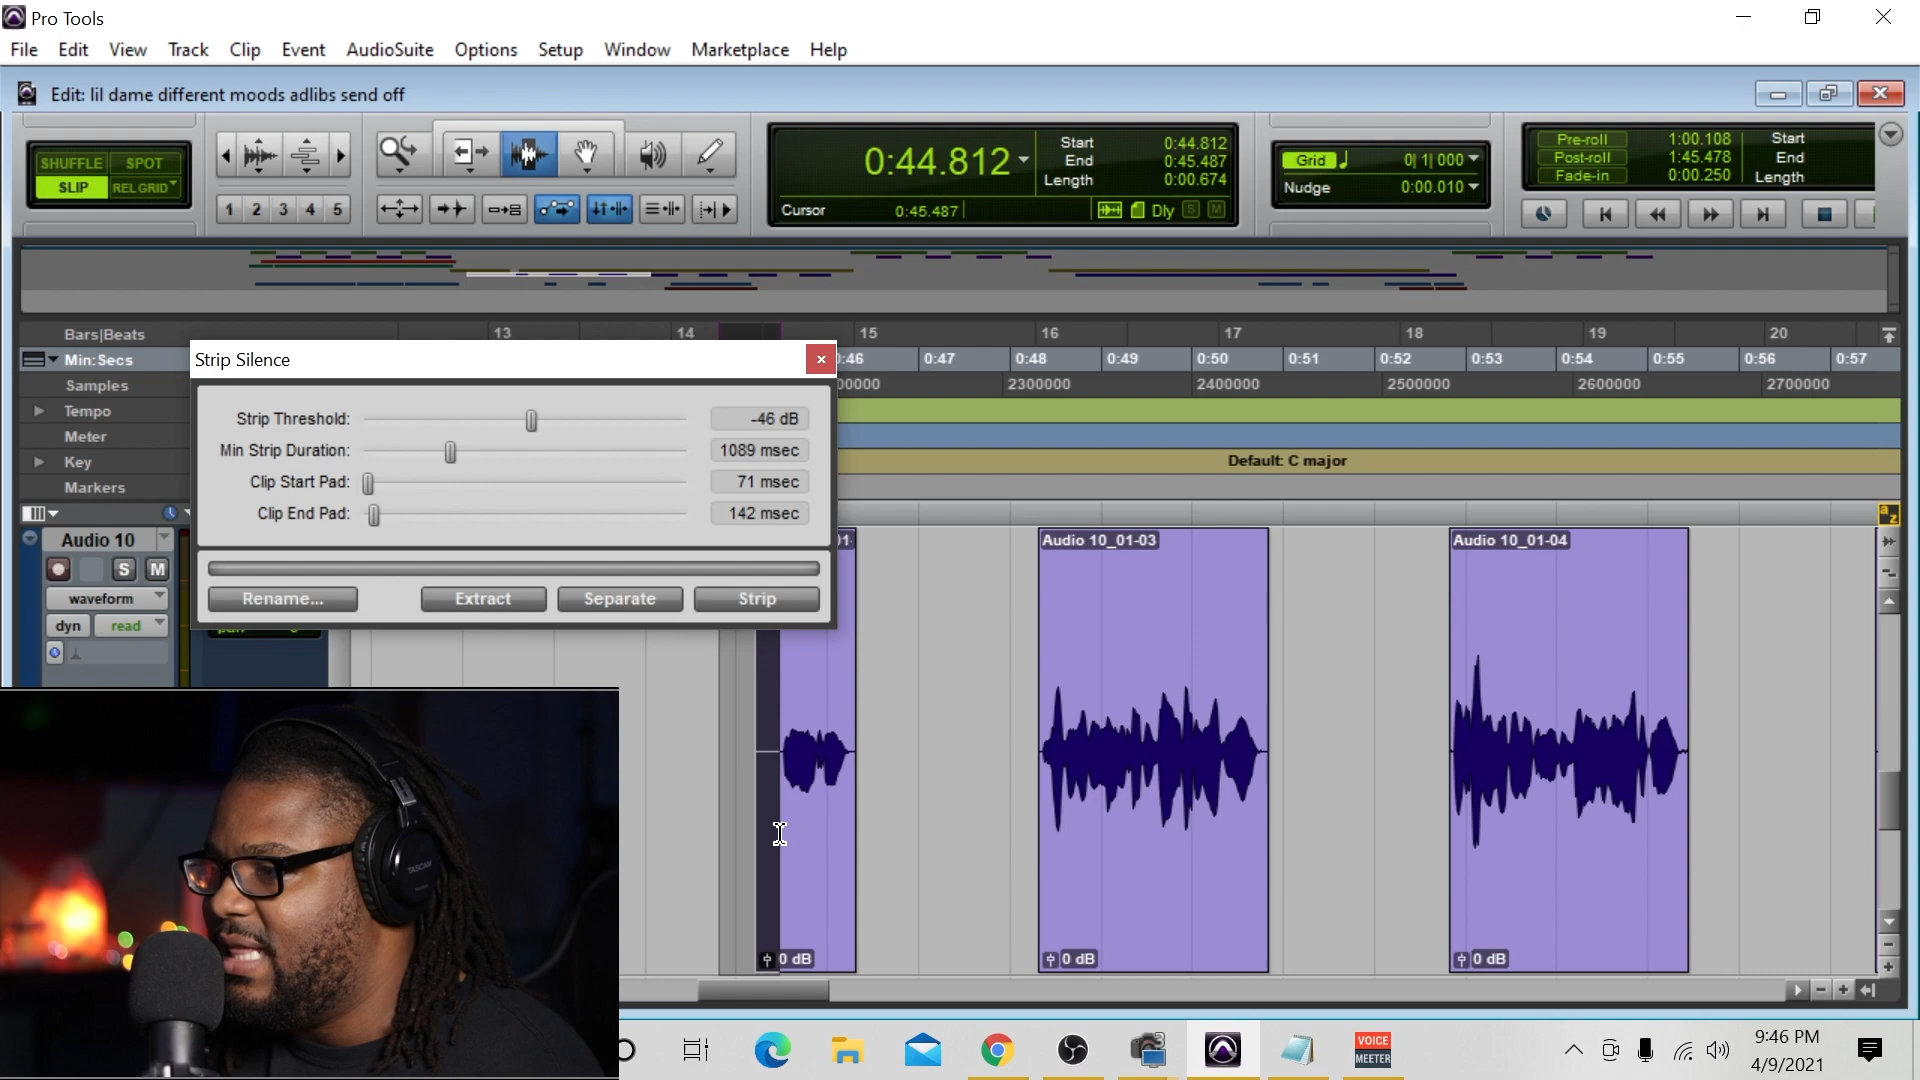 Pro Tools
File Edit View Track Clip Event AudioSuite Options Setup Window Marketplace Help
Edit: lil dame different moods adlibs send off
SHUFFLE SPOT
SLIP REL GRID
1 2 3 4 5
0:44.812
Start 0:44.812
End 0:45.487
Length 0:00.674
Cursor 0:45.487
Dly S M
Grid 0| 1| 000
Nudge 0:00.010
Pre-roll 1:00.108 Start
Post-roll 1:45.478 End
Fade-in 0:00.250 Length
Bars|Beats 13 14 15 16 17 18 19 20
Min:Secs :46 0:47 0:48 0:49 0:50 0:51 0:52 0:53 0:54 0:55 0:56 0:57
Samples 00000 2300000 2400000 2500000 2600000 2700000
Tempo
Meter
Key Default: C major
Markers
Strip Silence
Strip Threshold: -46 dB
Min Strip Duration: 1089 msec
Clip Start Pad: 71 msec
Clip End Pad: 142 msec
Rename... Extract Separate Strip
a z
Audio 10
S M
waveform
dyn read
01-
Audio 10_01-03
Audio 10_01-04
0 dB
0 dB
0 dB
TASCAM
VOICE
MEETER
9:46 PM
4/9/2021